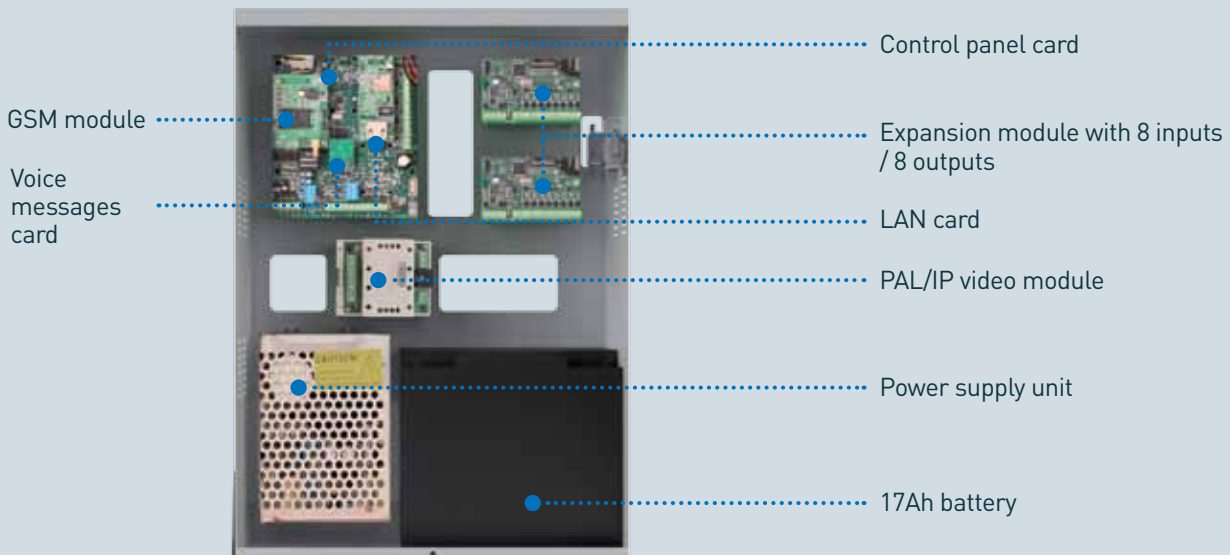 Control panel card
GSM module
Expansion module with 8 inputs
/ 8 outputs
Voice
messages
card
LAN card
PAL/IP video module
Power supply unit
17Ah battery